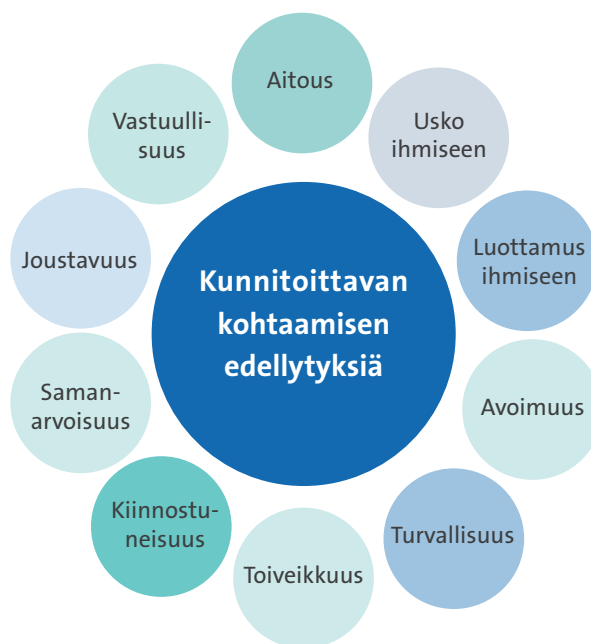 Aitous
Usko
ihmiseen
Luottamus
ihmiseen
Avoimuus
Turvallisuus
Toiveikkuus
Kiinnostu-
neisuus
Saman-
arvoisuus
Joustavuus
Vastuulli-
suus
Kunnitoittavan
kohtaamisen
edellytyksiä